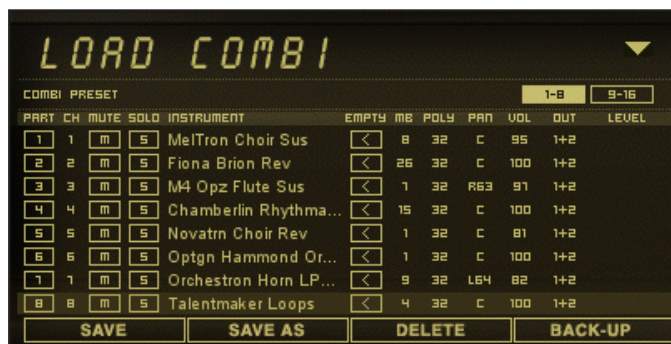 LOAD COMBI
COMBI PRESET 1-8 9-16
PART CH MUTE SOLO INSTRUMENT EMPTY MB POLY PAN VOL OUT LEVEL
1 1 M S MelTron Choir Sus < 8 32 C 95 1+2
2 2 M S Fiona Brion Rev < 26 32 C 100 1+2
3 3 M S M4 Opz Flute Sus < 1 32 R63 91 1+2
4 4 M S Chamberlin Rhythma... < 15 32 C 100 1+2
5 5 M S Novatrn Choir Rev < 1 32 C 81 1+2
6 6 M S Optgn Hammond Or... < 1 32 C 100 1+2
7 7 M S Orchestron Horn LP... < 9 32 L64 82 1+2
8 8 M S Talentmaker Loops < 4 32 C 100 1+2
SAVE SAVE AS DELETE BACK-UP